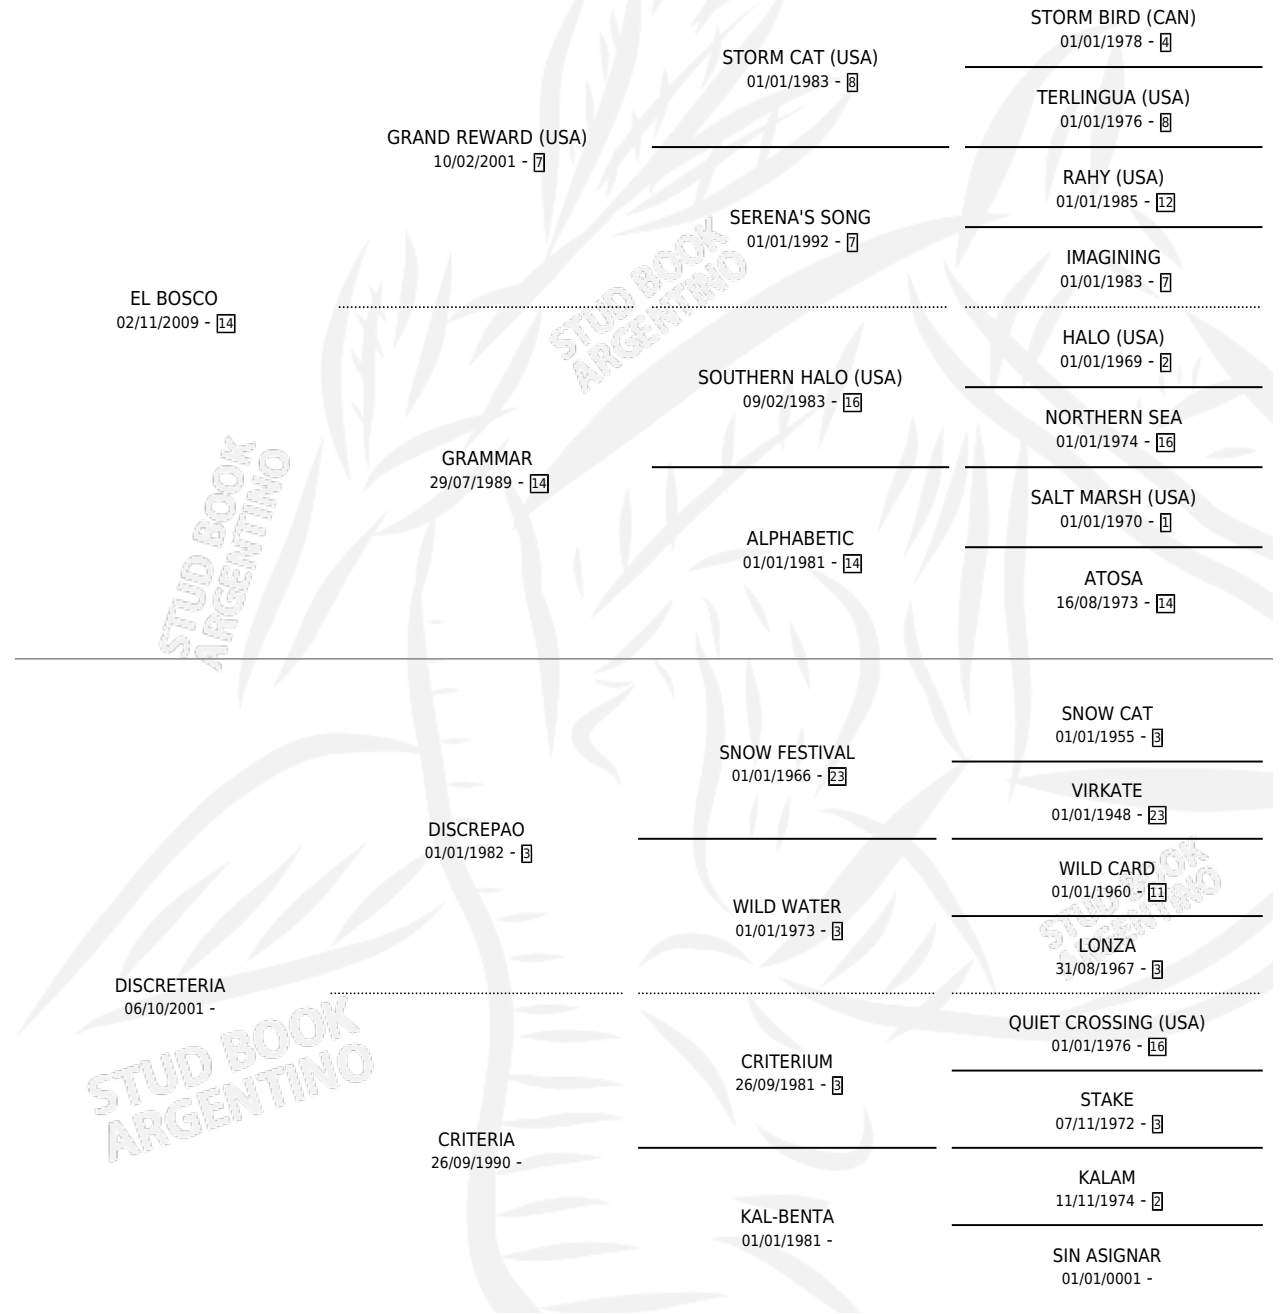 STORM BIRD (CAN)
01/01/1978 - 4
STORM CAT (USA)
01/01/1983 - 8
TERLINGUA (USA)
01/01/1976 - 8
GRAND REWARD (USA)
10/02/2001 - 7
RAHY (USA)
01/01/1985 - 12
SERENA'S SONG
01/01/1992 - 7
IMAGINING
01/01/1983 - 7
EL BOSCO
02/11/2009 - 14
HALO (USA)
01/01/1969 - 2
SOUTHERN HALO (USA)
09/02/1983 - 16
NORTHERN SEA
01/01/1974 - 16
GRAMMAR
29/07/1989 - 14
SALT MARSH (USA)
01/01/1970 - 1
ALPHABETIC
01/01/1981 - 14
ATOSA
16/08/1973 - 14
SNOW CAT
01/01/1955 - 3
SNOW FESTIVAL
01/01/1966 - 23
VIRKATE
01/01/1948 - 23
DISCREPAO
01/01/1982 - 3
WILD CARD
01/01/1960 - 11
WILD WATER
01/01/1973 - 3
LONZA
31/08/1967 - 3
DISCRETERIA
06/10/2001 -
QUIET CROSSING (USA)
01/01/1976 - 16
CRITERIUM
26/09/1981 - 3
STAKE
07/11/1972 - 3
CRITERIA
26/09/1990 -
KALAM
11/11/1974 - 2
KAL-BENTA
01/01/1981 -
SIN ASIGNAR
01/01/0001 -
STUD BOOK
ARGENTINO
STUD BOOK
ARGENTINO
STUD BOOK
ARGENTINO
STUD BOOK
ARGENTINO